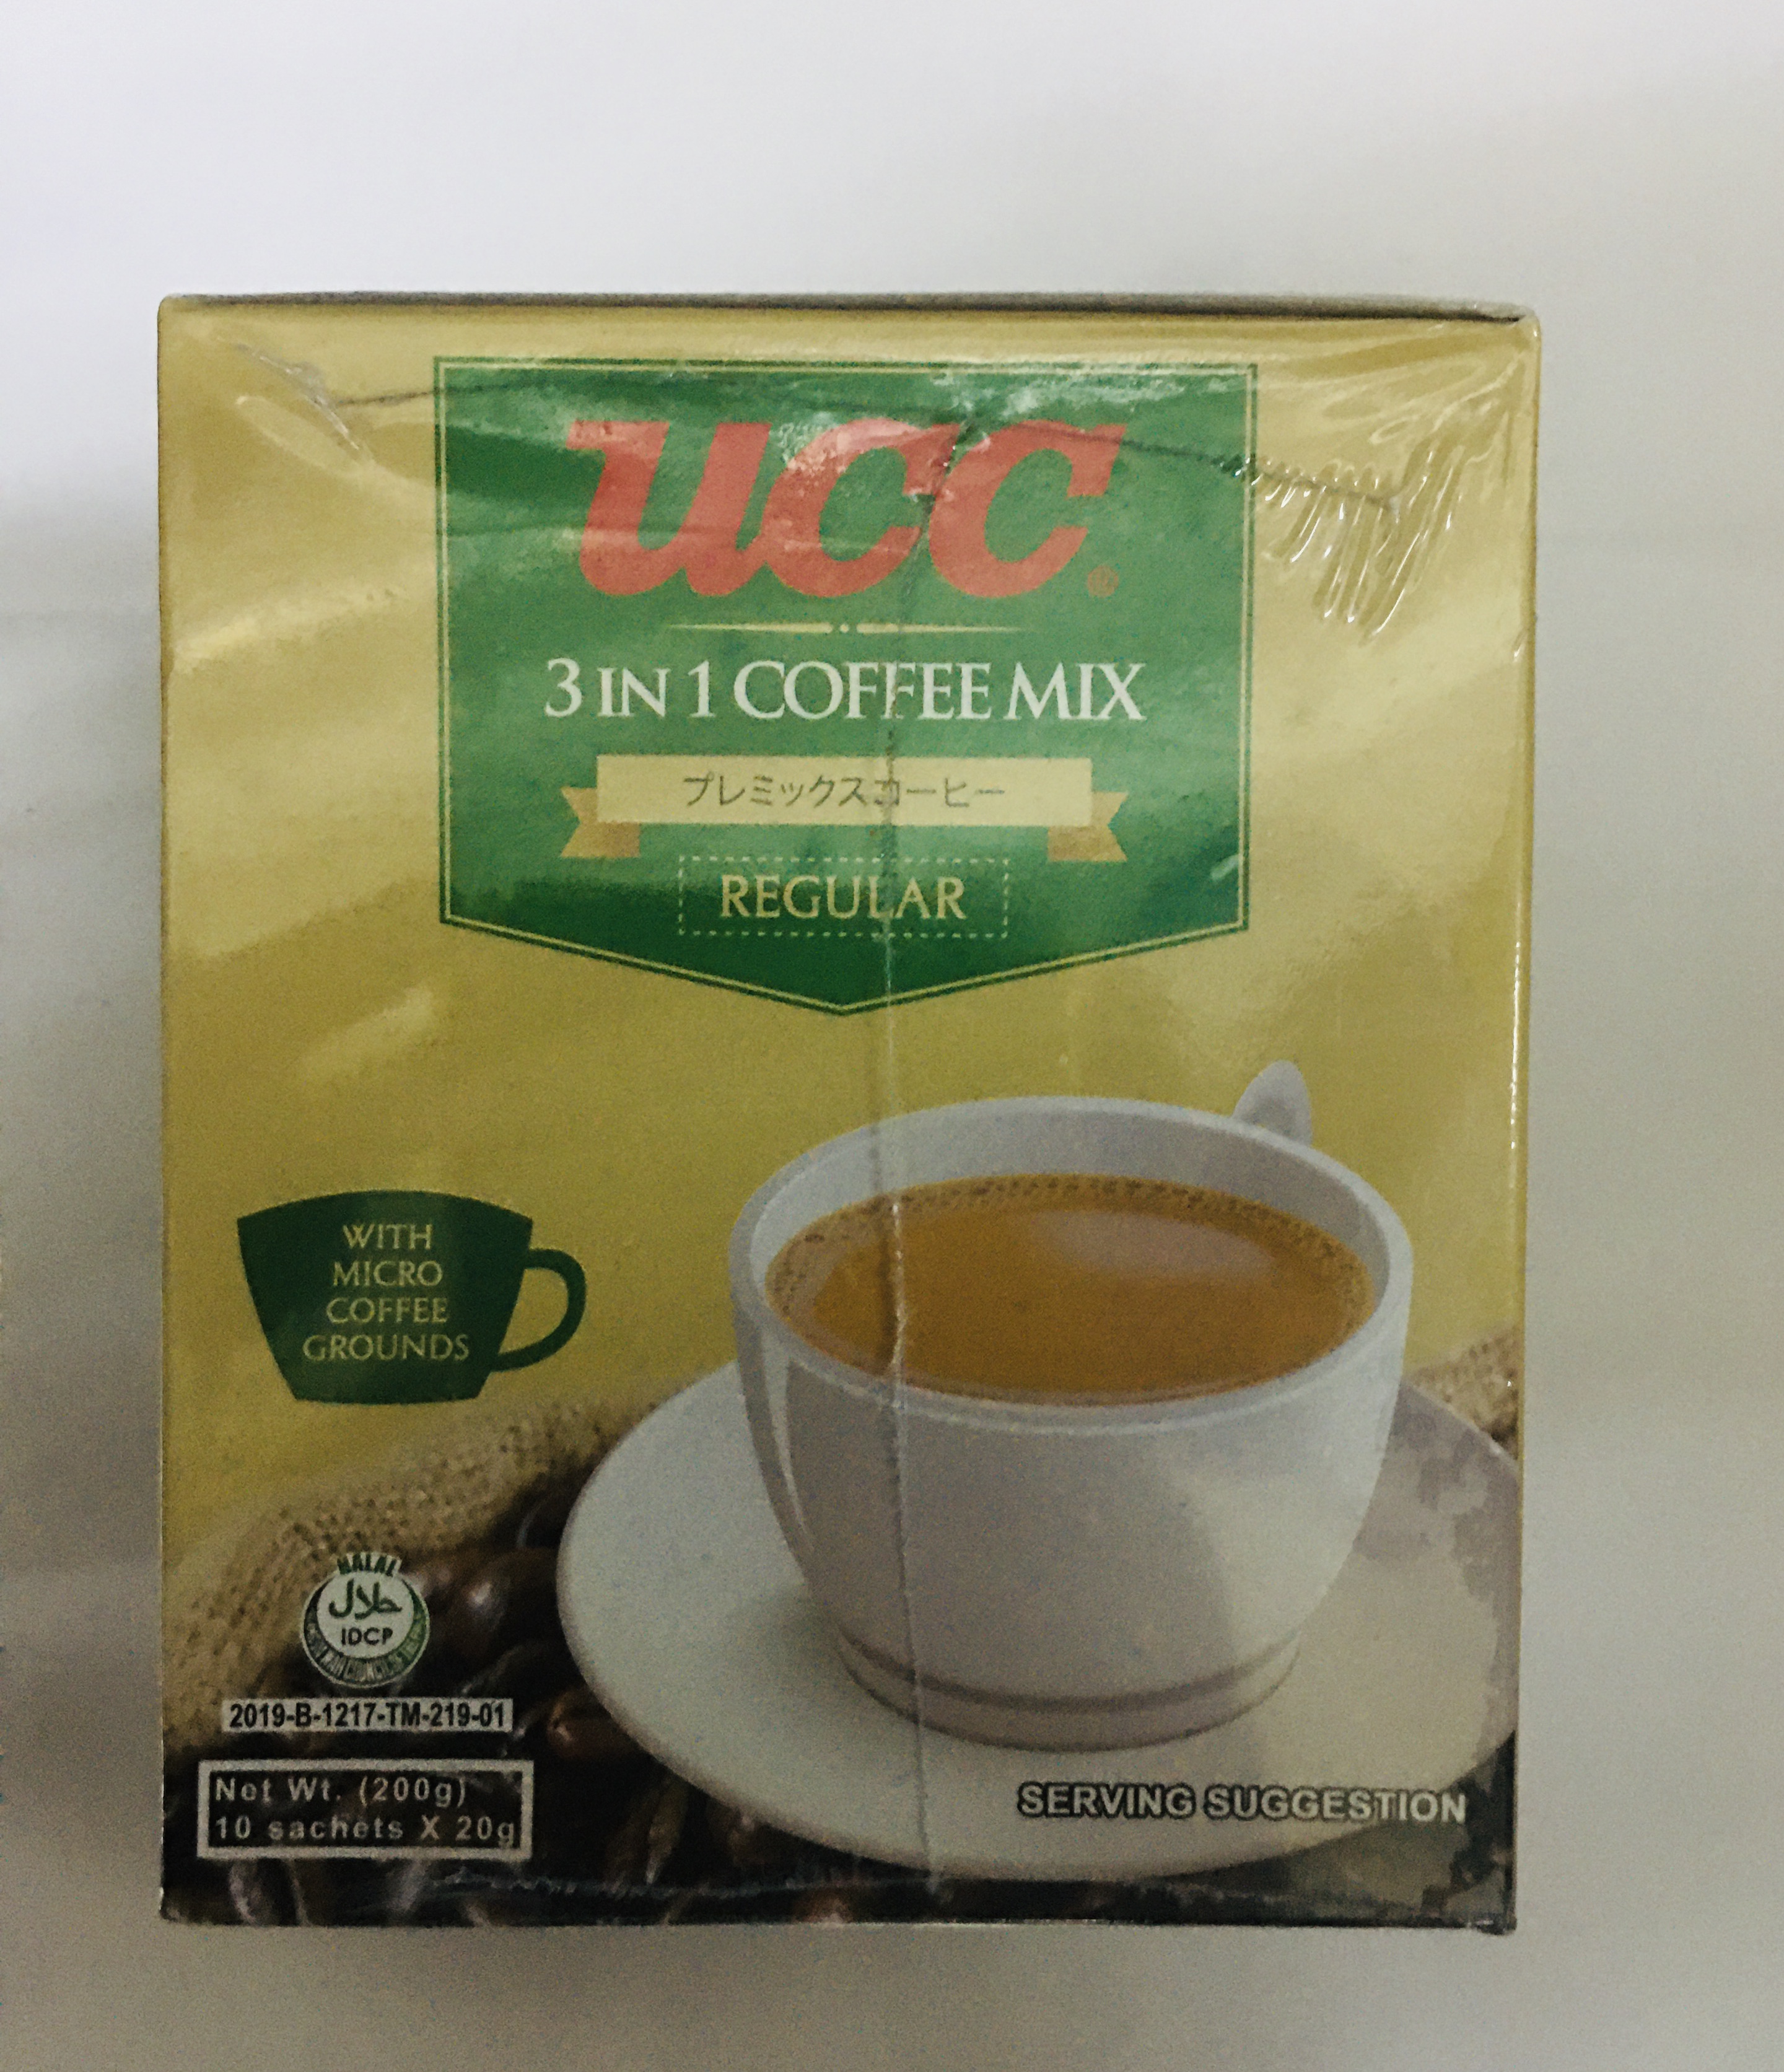 UCC®
3 IN 1 COFFEE MIX
プレミックスコーヒー
REGULAR
WITH
MICRO
COFFEE
GROUNDS
HALAL
حلال
IDCP
2019-B-1217-TM-219-01
Net Wt. (200g)
10 sachets X 20g
SERVING SUGGESTION